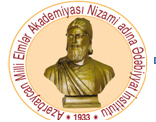 Azərbaycan Milli Elmlər Akademiyası Nizami adına Ədəbiyyat İnstitutu
* 1933 *